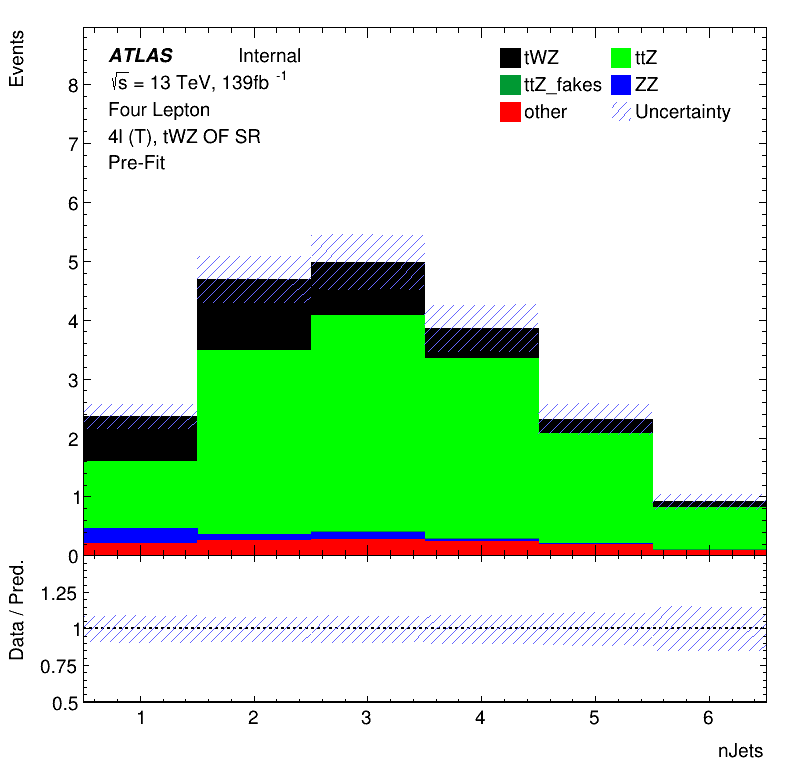 Events
ATLAS Internal
√s = 13 TeV, 139fb -1
Four Lepton
4l (T), tWZ OF SR
Pre-Fit
tWZ ttZ
ttZ_fakes ZZ
other Uncertainty
8
7
6
5
4
3
2
1
0
Data / Pred.
1.25
1
0.75
0.5
1 2 3 4 5 6
nJets